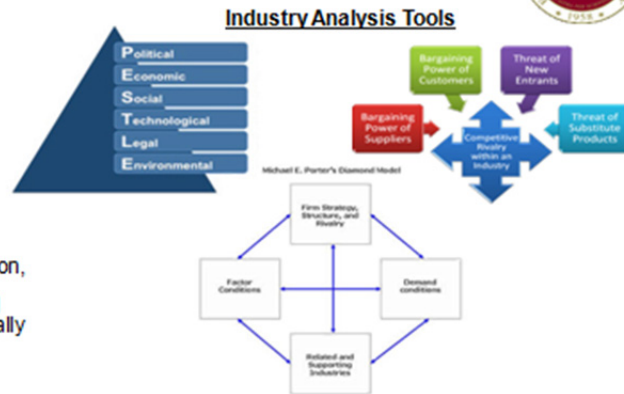 Industry Analysis Tools
1958
Political
Economic
Social
Technological
Legal
Environmental
Bargaining
Power of
Customers
Threat of
New
Entrants
Bargaining
Power of
Suppliers
Competitive
Rivalry
within an
Industry
Threat of
Substitute
Products
Michael E. Porter's Diamond Model
Firm Strategy,
Structure, and
Rivalry
Factor
Conditions
Demand
conditions
Related and
Supporting
Industries